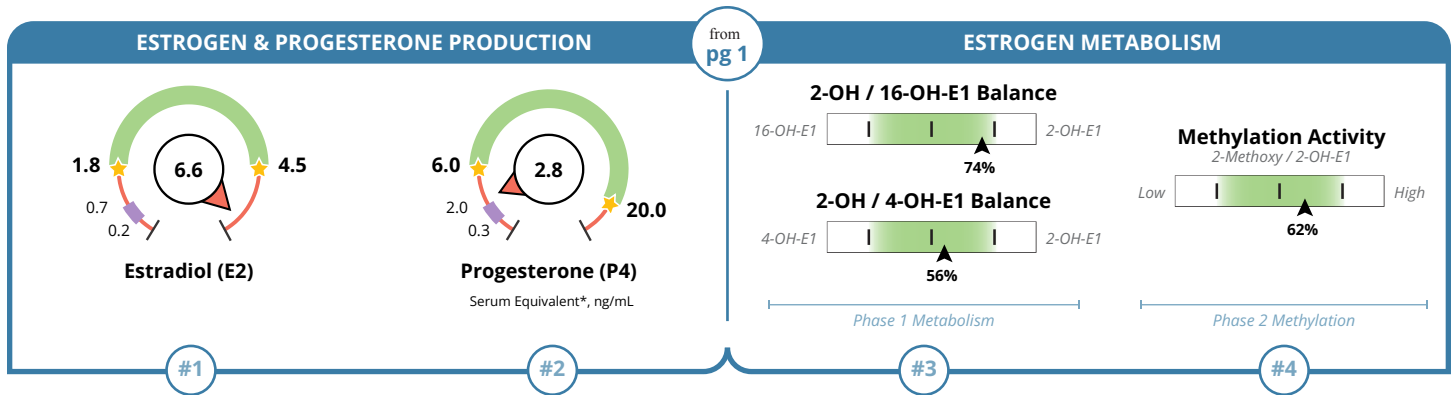 ESTROGEN & PROGESTERONE PRODUCTION
from
pg 1
ESTROGEN METABOLISM
1.8
6.6
4.5
0.7
0.2
Estradiol (E2)
6.0
2.8
2.0
20.0
0.3
Progesterone (P4)
Serum Equivalent*, ng/mL
2-OH / 16-OH-E1 Balance
16-OH-E1
2-OH-E1
74%
2-OH / 4-OH-E1 Balance
4-OH-E1
2-OH-E1
56%
Phase 1 Metabolism
Methylation Activity
2-Methoxy / 2-OH-E1
Low
High
62%
Phase 2 Methylation
#1
#2
#3
#4